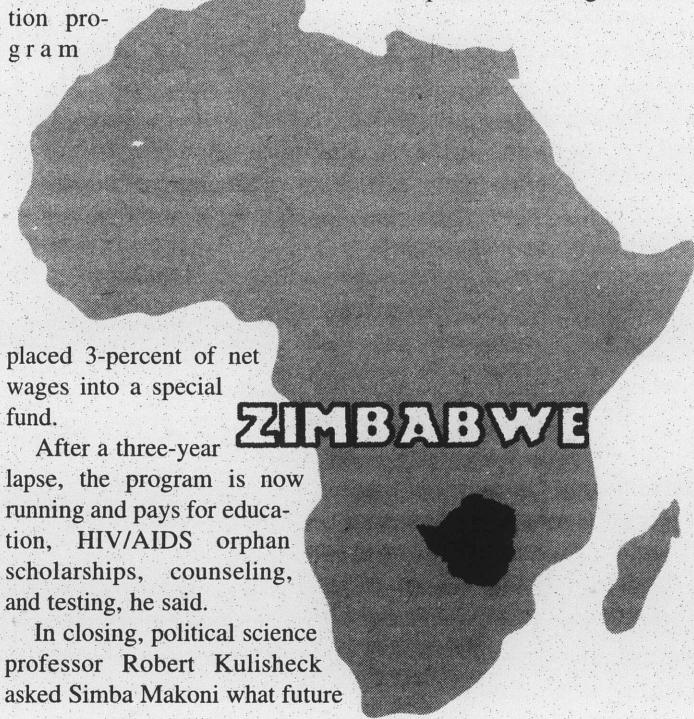 tion pro-
gram
placed 3-percent of net
wages into a special
fund.
After a three-year
lapse, the program is now
running and pays for educa-
tion, HIV/AIDS orphan
scholarships, counseling,
and testing, he said.
In closing, political science
professor Robert Kulisheck
asked Simba Makoni what future
ZIMBABWE